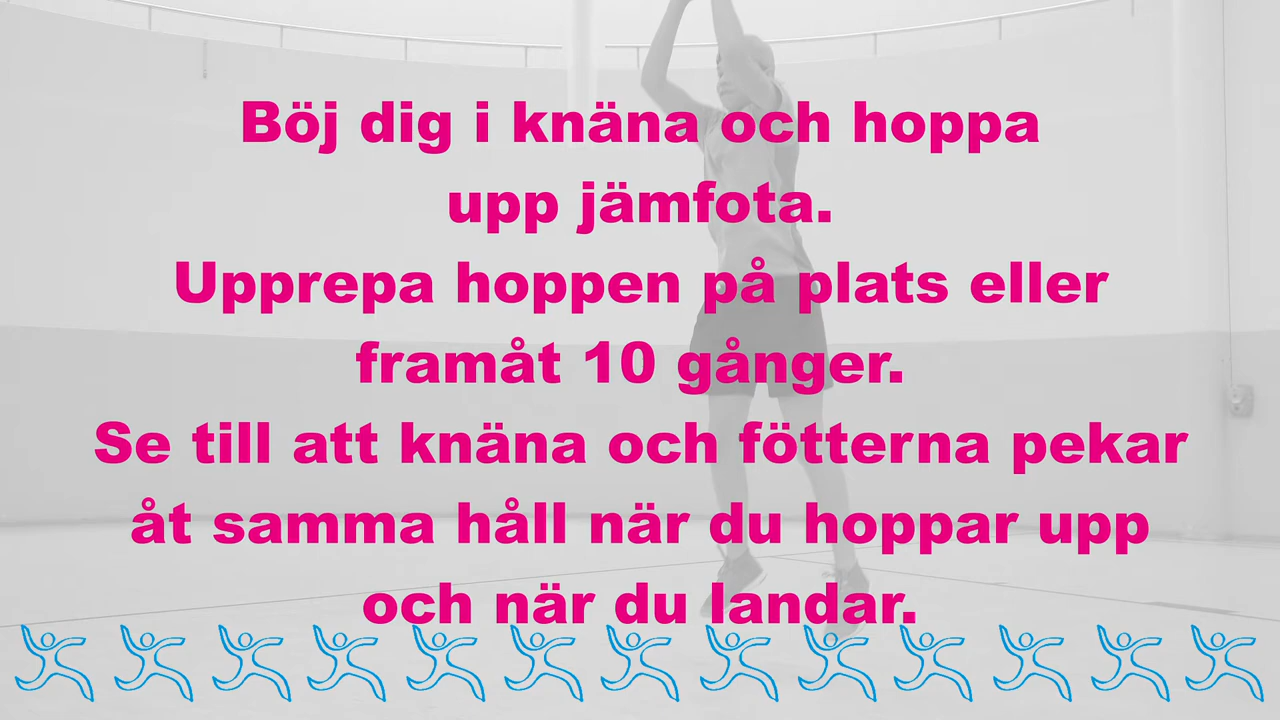 Böj dig i knäna och hoppa
upp jämfota.
Upprepa hoppen på plats eller
framåt 10 gånger.
Se till att knäna och fötterna pekar
åt samma håll när du hoppar upp
och när du landar.